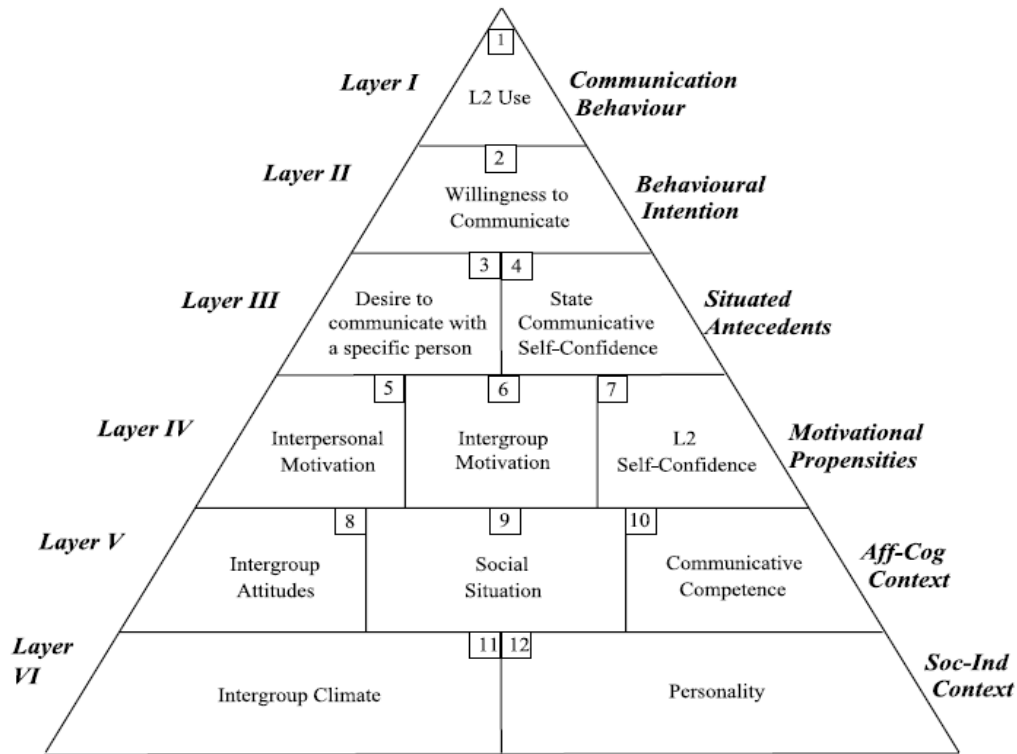 1
Layer I
L2 Use
Communication
Behaviour
2
Layer II
Willingness to
Communicate
Behavioural
Intention
3
4
Layer III
Desire to
communicate with
a specific person
State
Communicative
Self-Confidence
Situated
Antecedents
5
6
7
Layer IV
Interpersonal
Motivation
Intergroup
Motivation
L2
Self-Confidence
Motivational
Propensities
8
9
10
Layer V
Intergroup
Attitudes
Social
Situation
Communicative
Competence
Aff-Cog
Context
11
12
Layer
VI
Intergroup Climate
Personality
Soc-Ind
Context